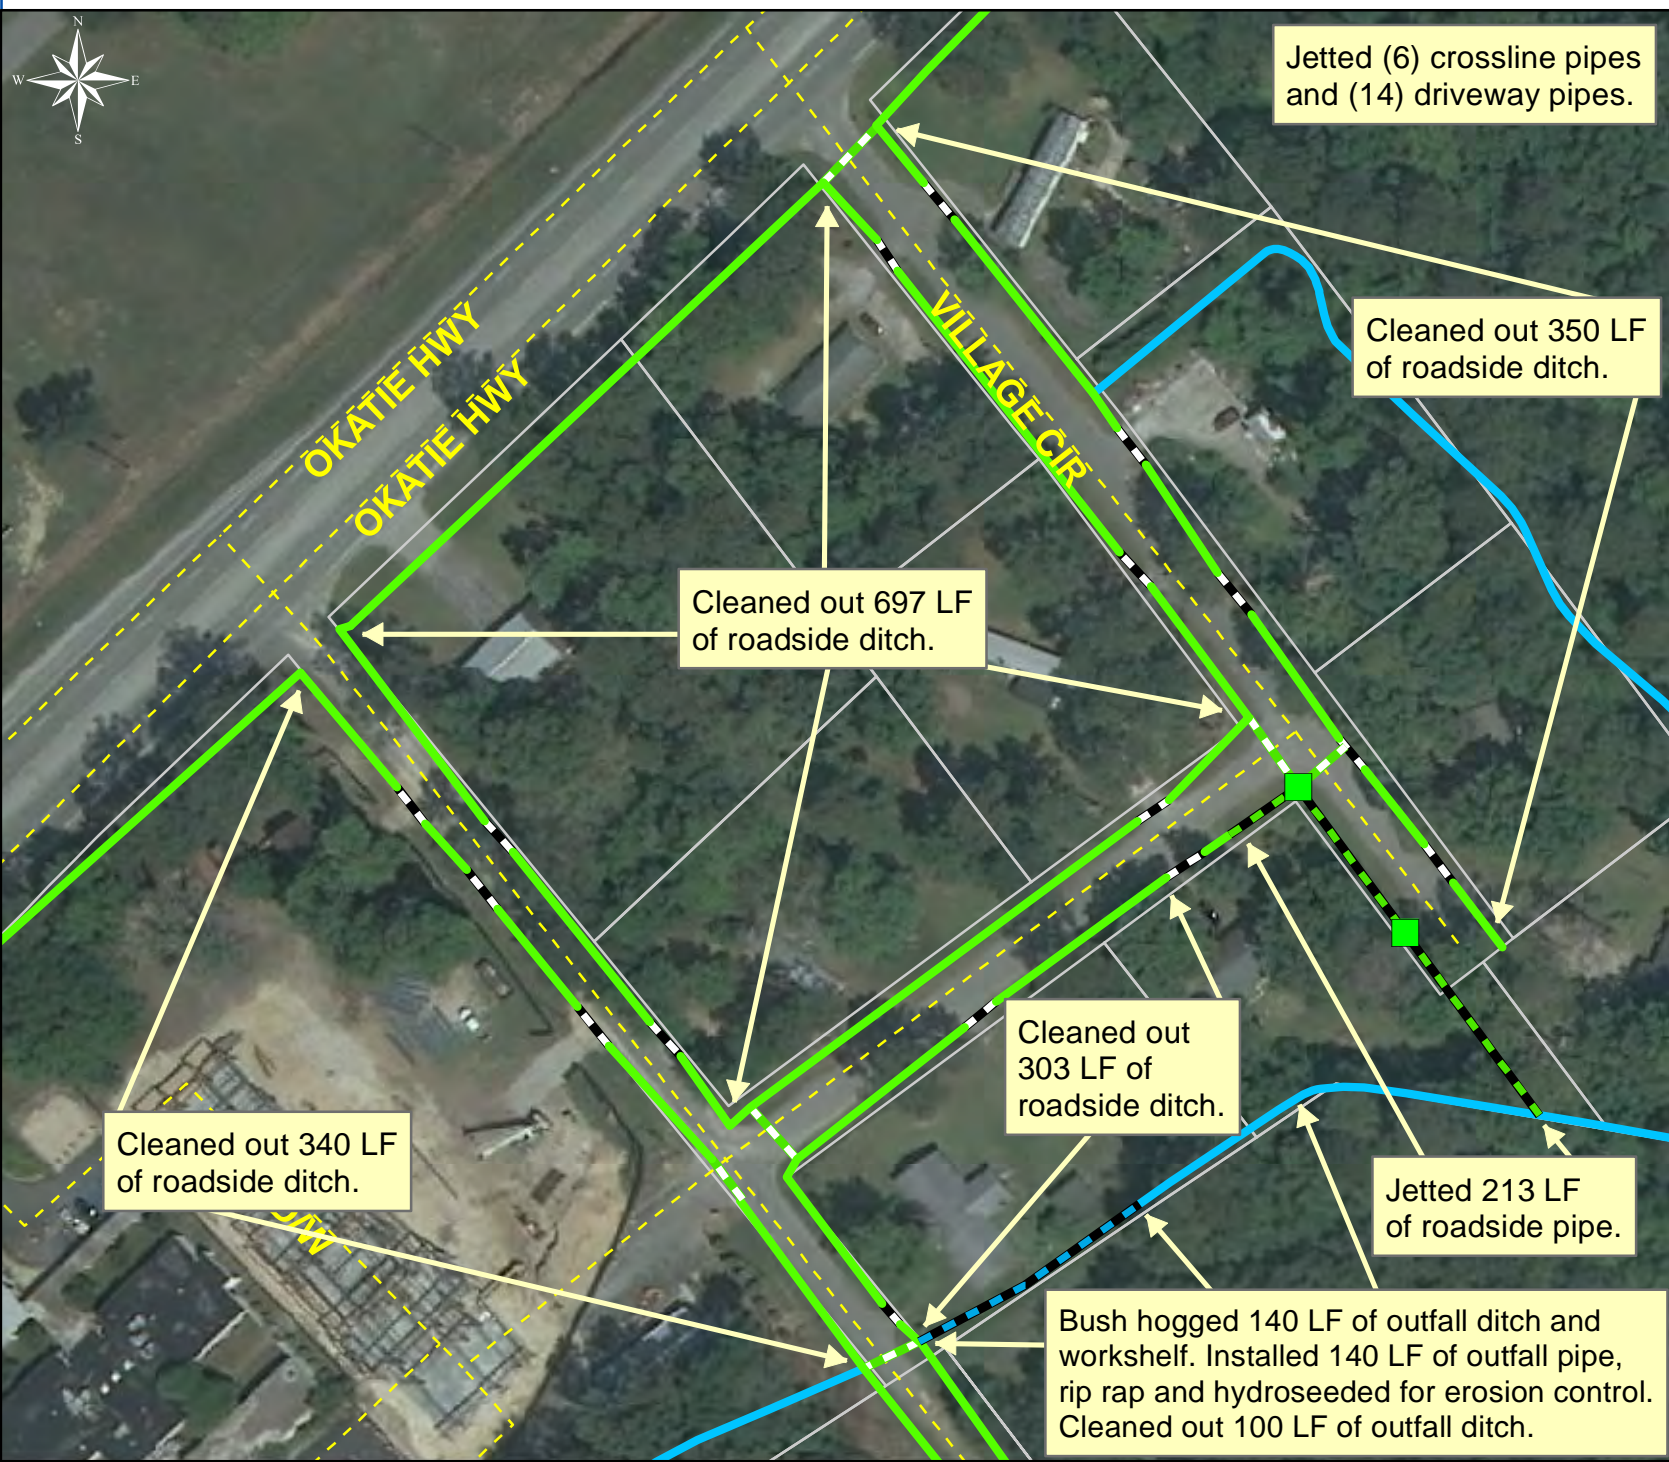 N
W E
S
Jetted (6) crossline pipes
and (14) driveway pipes.
OKATIE HWY
OKATIE HWY
VILLAGE CIR
Cleaned out 350 LF
of roadside ditch.
Cleaned out 697 LF
of roadside ditch.
Cleaned out
303 LF of
roadside ditch.
Cleaned out 340 LF
of roadside ditch.
Jetted 213 LF
of roadside pipe.
Bush hogged 140 LF of outfall ditch and
workshelf. Installed 140 LF of outfall pipe,
rip rap and hydroseeded for erosion control.
Cleaned out 100 LF of outfall ditch.